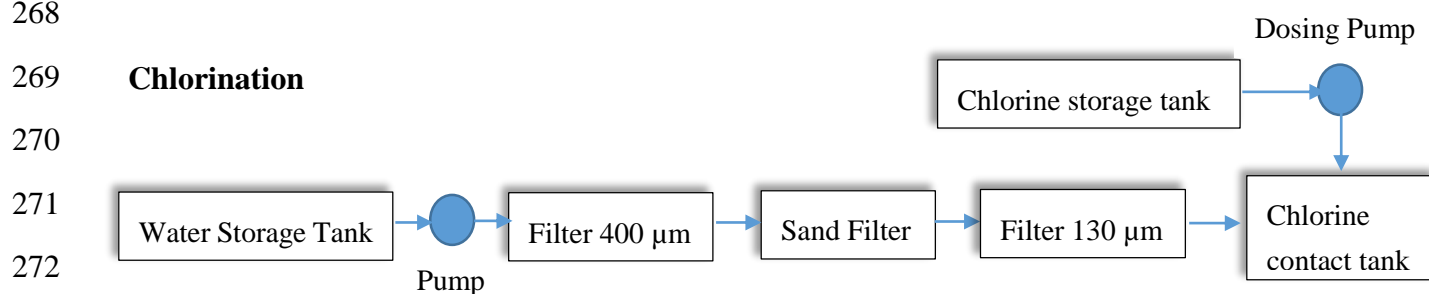 268
Dosing Pump
269 Chlorination
Chlorine storage tank
270
271
Water Storage Tank
Filter 400 µm
Sand Filter
Filter 130 µm
Chlorine
contact tank
272
Pump